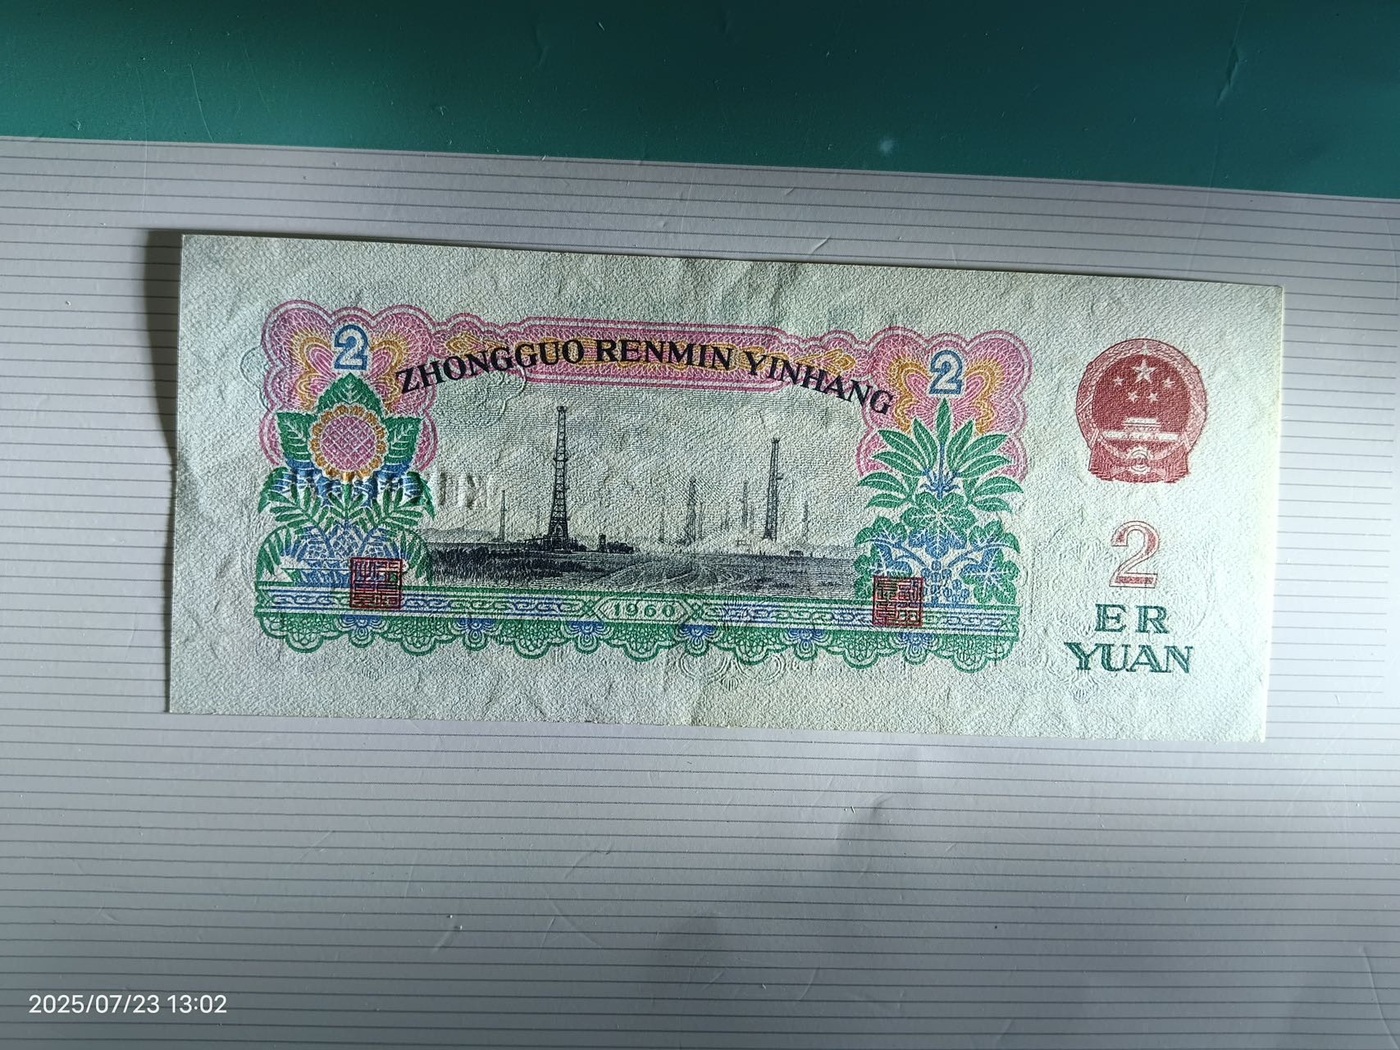 2
ZHONGGUO RENMIN YINHANG
2
1960
2
ER
YUAN
2025/07/23 13:02